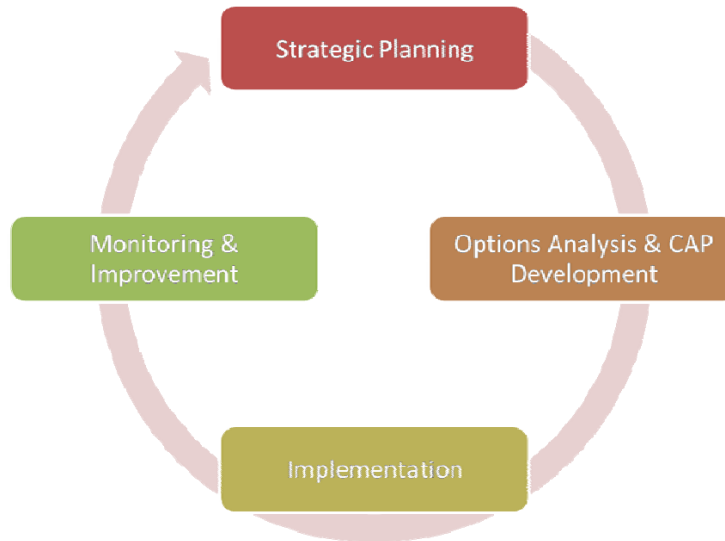 Strategic Planning
Monitoring &
Improvement
Options Analysis & CAP
Development
Implementation